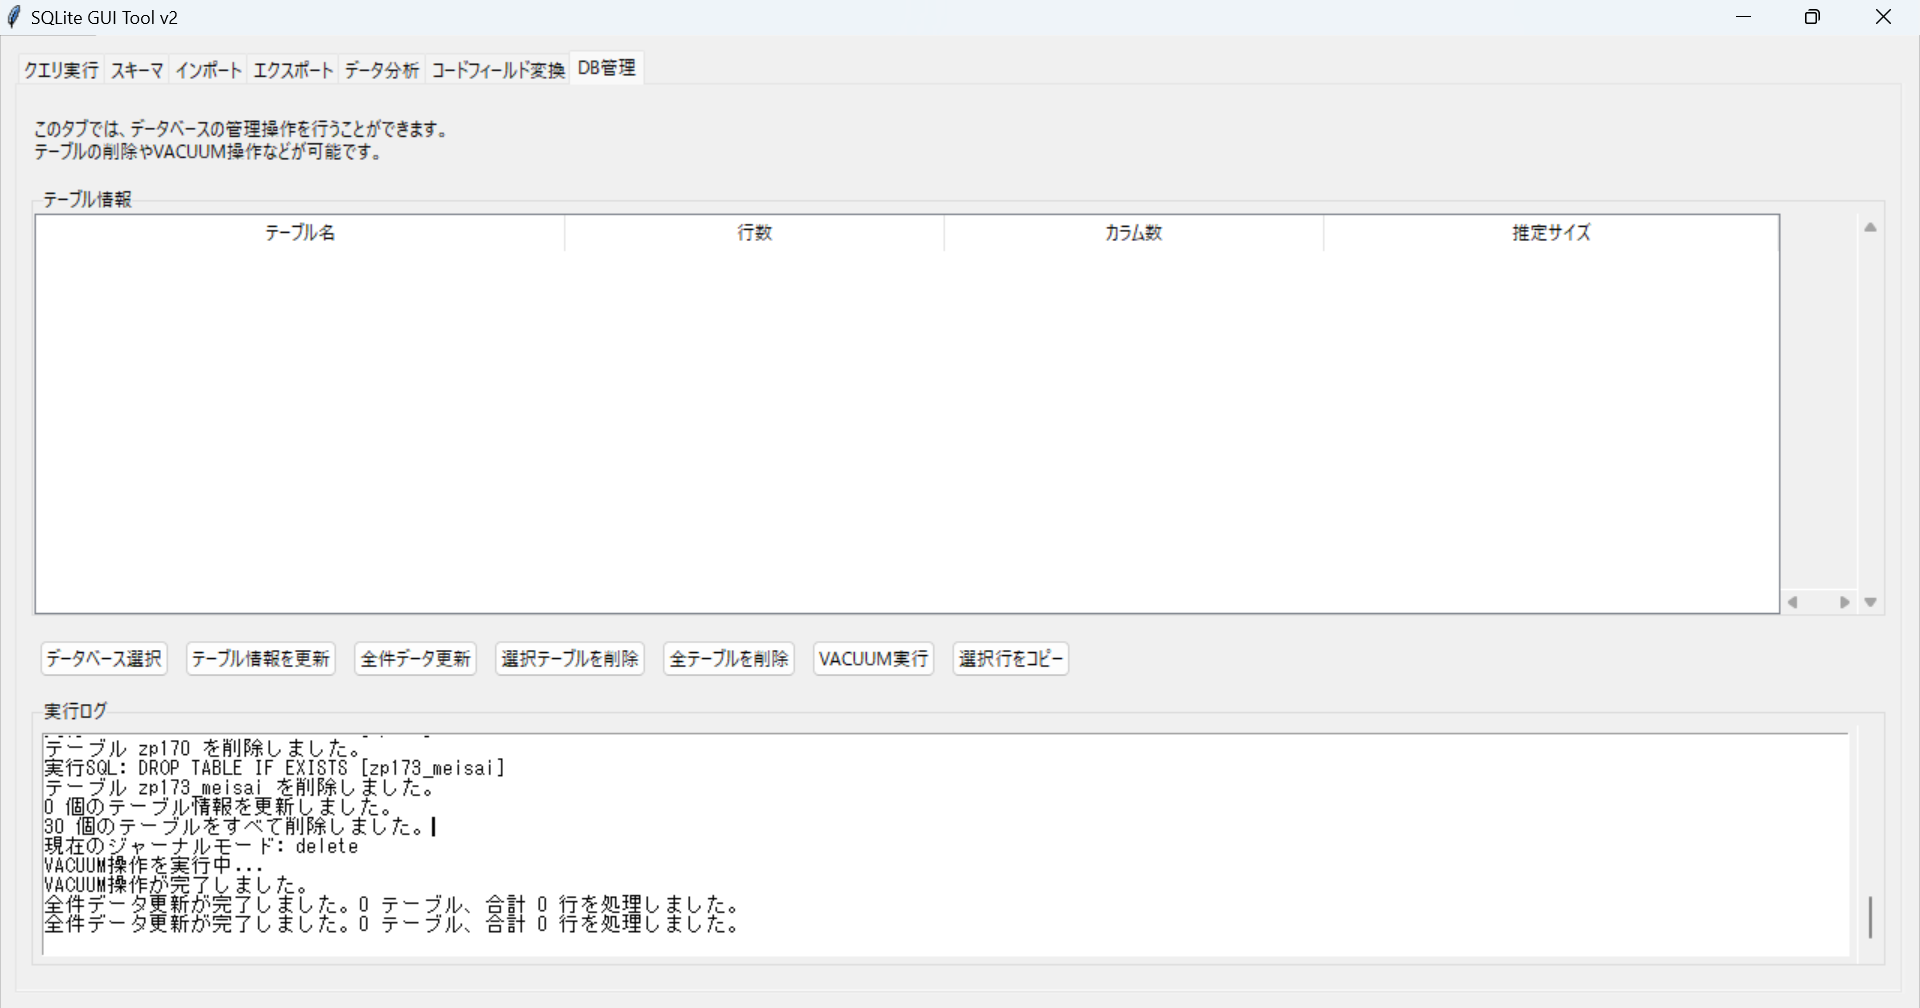 SQLite GUI Tool v2
クエリ実行 スキーマ インポート エクスポート データ分析 コードフィールド変換 DB管理
このタブでは、データベースの管理操作を行うことができます。
テーブルの削除やVACUUM操作などが可能です。
テーブル情報
テーブル名 行数 カラム数 推定サイズ
データベース選択 テーブル情報を更新 全件データ更新 選択テーブルを削除 全テーブルを削除 VACUUM実行 選択行をコピー
実行ログ
テーブル zp170 を削除しました。
実行SQL: DROP TABLE IF EXISTS [zp173_meisai]
テーブル zp173_meisai を削除しました。
0 個のテーブル情報を更新しました。
30 個のテーブルをすべて削除しました。
現在のジャーナルモード: delete
VACUUM操作を実行中...
VACUUM操作が完了しました。
全件データ更新が完了しました。0 テーブル、合計 0 行を処理しました。
全件データ更新が完了しました。0 テーブル、合計 0 行を処理しました。